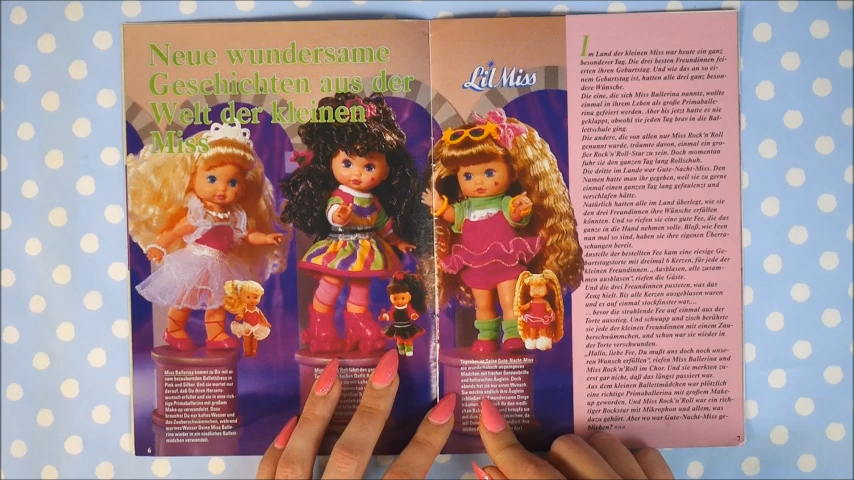 Neue wundersame
Geschichten aus der
Welt der kleinen
Miss
Lil Miss
Miss Ballerina kommt zu Dir mit ei-
nem bezaubernden Ballettdress in
Pink und Silber. Und sie wartet nur
darauf, daß Du ihren Herzens-
wunsch erfüllst und sie in eine rich-
tige Primaballerina mit großem
Make-up verwandelst. Dazu
brauchst Du nur kaltes Wasser und
das Zauberschwämmchen, während
warmes Wasser Deine Miss Balle-
rina wieder in ein niedliches Ballett-
mädchen verwandelt.
6
Im Land der kleinen Miss war heute ein ganz
besonderer Tag. Die drei besten Freundinnen fei-
erten ihren Geburtstag. Und wie das an so ei-
nem Geburtstag ist, hatten alle drei ganz beson-
dere Wünsche.
Die eine, die sich Miss Ballerina nannte, wollte
einmal in ihrem Leben als große Primaballe-
rina gefeiert werden. Aber bis jetzt hatte es nie
geklappt, obwohl sie jeden Tag brav in die Bal-
lettschule ging.
Die andere, die von allen nur Miss Rock'n'Roll
genannt wurde, träumte davon, einmal ein gro-
ßer Rock'n'Roll-Star zu sein. Doch momentan
fuhr sie den ganzen Tag lang Rollschuh.
Die dritte im Lande war Gute-Nacht-Miss. Den
Namen hatte man ihr gegeben, weil sie zu gerne
einmal einen ganzen Tag lang gefaulenzt und
verschlafen hätte.
Natürlich hatten alle im Land überlegt, wie sie
den drei Freundinnen ihre Wünsche erfüllen
könnten. Und so riefen sie eine gute Fee, die das
ganze in die Hand nehmen solle. Bloß, wie Feen
nun mal so sind, haben sie ihre eigenen Überra-
schungen bereit.
Anstelle der bestellten Fee kam eine riesige Ge-
burtstagstorte mit dreimal 6 Kerzen, für jede der
kleinen Freundinnen. „Ausblasen, alle zusam-
men ausblasen", riefen die Gäste.
Und die drei Freundinnen pusteten, was das
Zeug hielt. Bis alle Kerzen ausgeblasen waren
und es auf einmal stockfinster war....
... bevor die strahlende Fee auf einmal aus der
Torte ausstieg. Und schwapp und zisch berührte
sie jede der kleinen Freundinnen mit einem Zau-
berschwämmchen, und schon war sie wieder in
der Torte verschwunden.
„Hallo, liebe Fee, Du mußt uns doch noch unse-
ren Wunsch erfüllen", riefen Miss Ballerina und
Miss Rock'n'Roll im Chor. Und sie merkten zu-
erst gar nicht, daß das längst passiert war.
Aus dem kleinen Ballettmädchen war plötzlich
eine richtige Primaballerina mit großem Make-
up geworden. Und Miss Rock'n'Roll war ein rich-
tiger Rockstar mit Mikrophon und allem, was
dazu gehört. Aber wo war Gute-Nacht-Miss ge-
blieben?
7